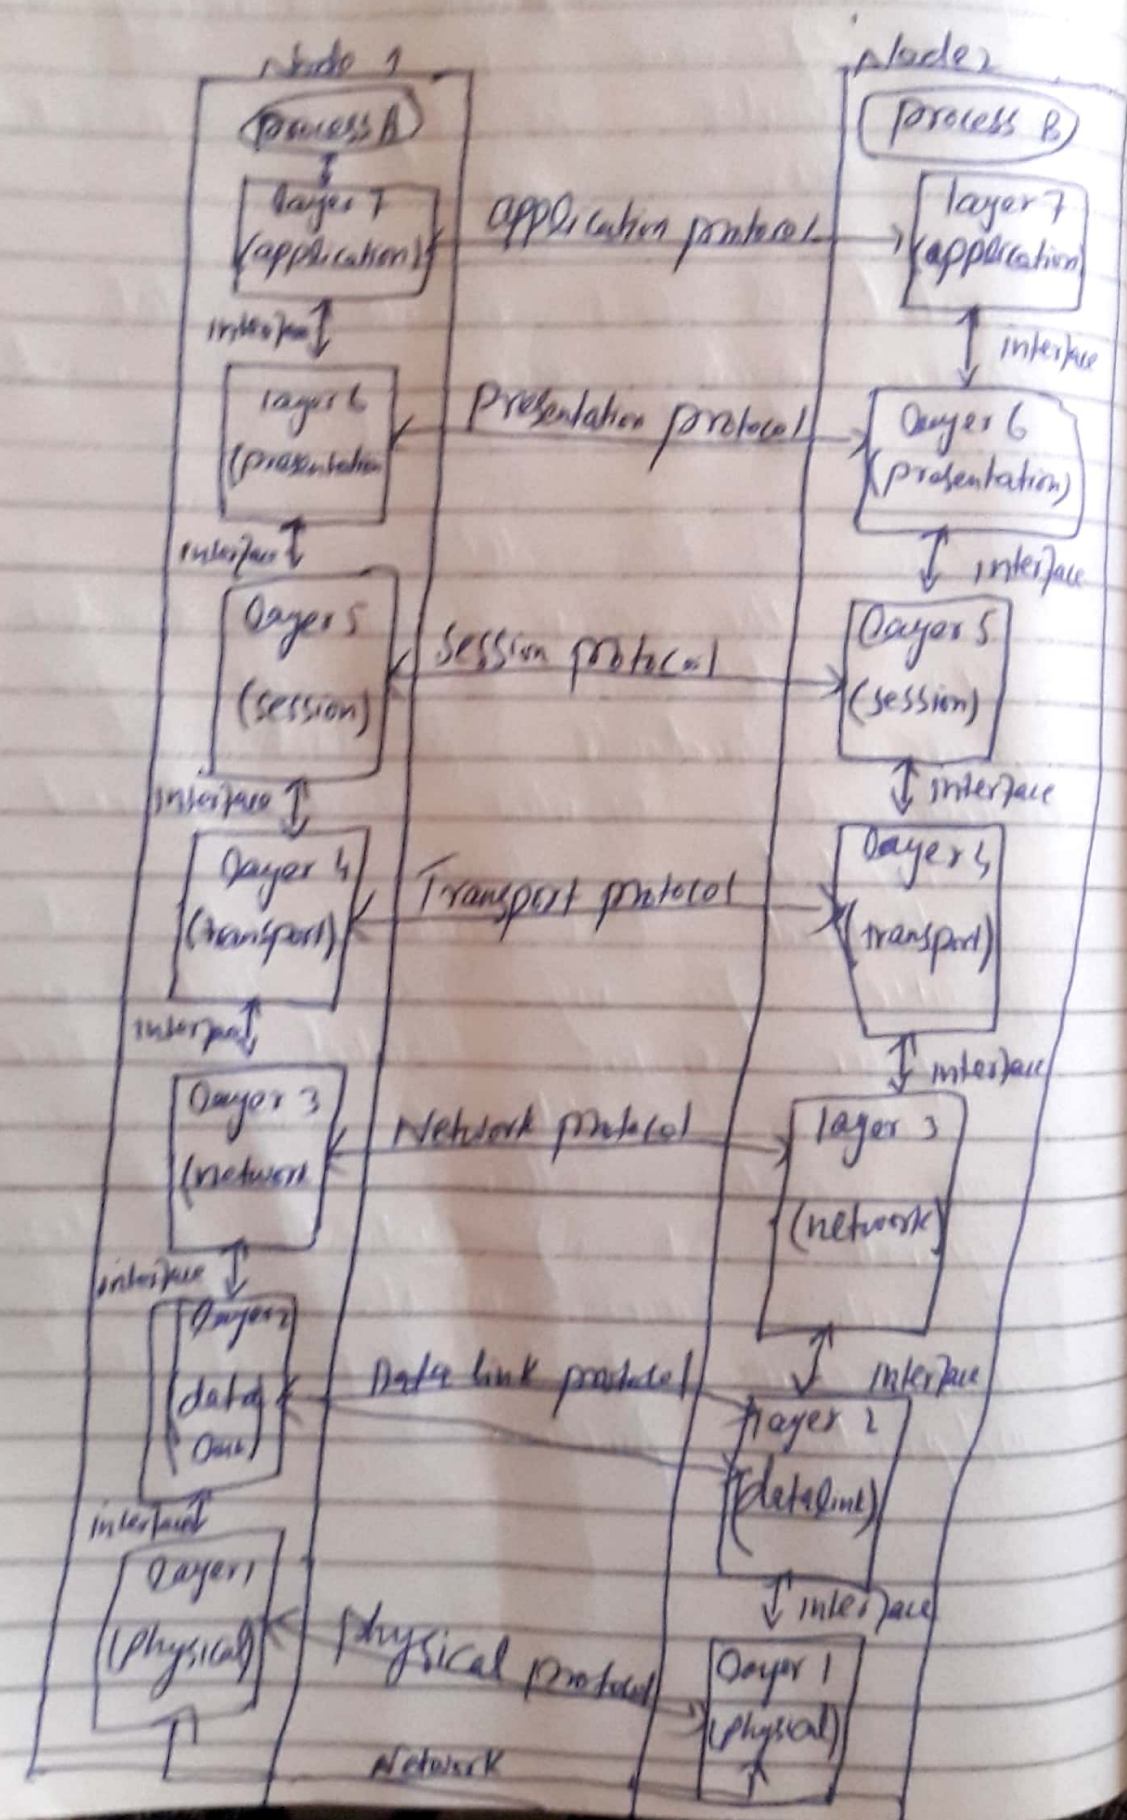 Node 1
Node 2
process A
process B
layer 7
(application)
application protocol
layer 7
(application)
interface
interface
layer 6
(presentation
Presentation protocol
layer 6
(presentation)
interface
interface
layer 5
(session)
Session protocol
layer 5
(session)
interface
interface
layer 4
(transport)
Transport protocol
layer 4
(transport)
interface
interface
layer 3
(network
Network protocol
layer 3
(network)
interface
interface
layer 2
(data
Data link protocol
layer 2
(datalink)
interface
interface
layer 1
(physical)
physical protocol
layer 1
(physical)
Network